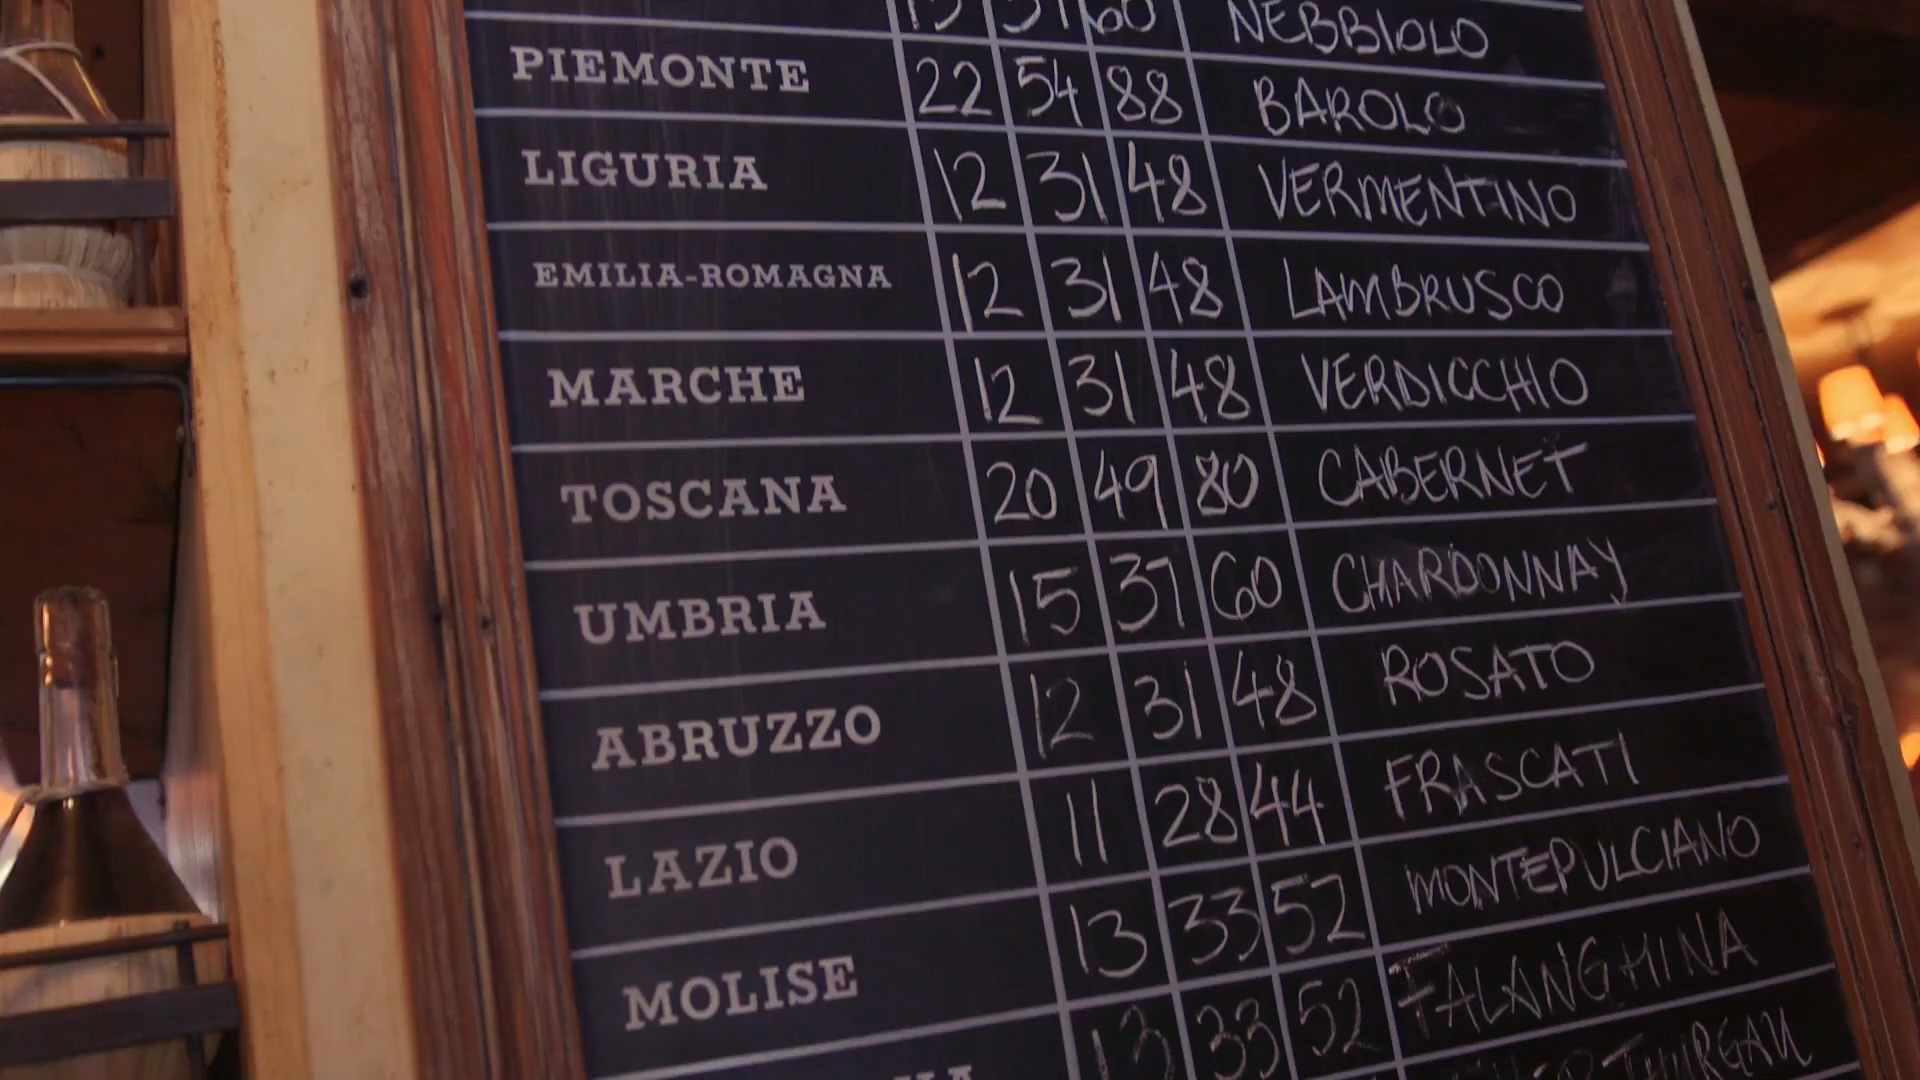 15 37 60 NEBBIOLO
PIEMONTE 22 54 88 BAROLO
LIGURIA 12 31 48 VERMENTINO
EMILIA-ROMAGNA 12 31 48 LAMBRUSCO
MARCHE 12 31 48 VERDICCHIO
TOSCANA 20 49 80 CABERNET
UMBRIA 15 37 60 CHARDONNAY
ABRUZZO 12 31 48 ROSATO
LAZIO 11 28 44 FRASCATI
MOLISE 13 33 52 MONTEPULCIANO
13 33 52 FALANGHINA
THURGAU